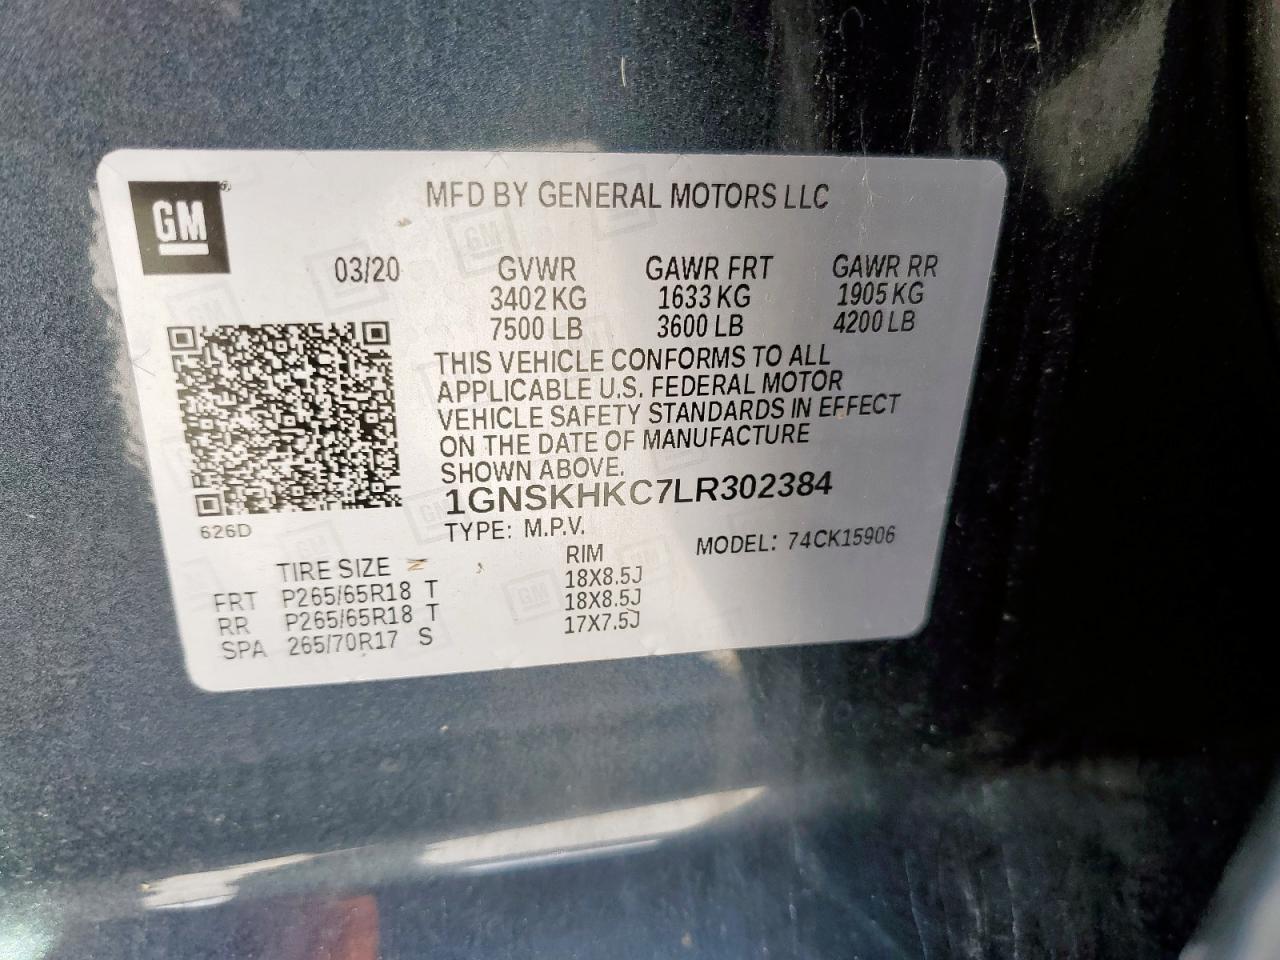 GM
MFD BY GENERAL MOTORS LLC
03/20 GVWR GAWR FRT GAWR RR
3402 KG 1633 KG 1905 KG
7500 LB 3600 LB 4200 LB
THIS VEHICLE CONFORMS TO ALL
APPLICABLE U.S. FEDERAL MOTOR
VEHICLE SAFETY STANDARDS IN EFFECT
ON THE DATE OF MANUFACTURE
SHOWN ABOVE.
1GNSKHKC7LR302384
626D
TYPE: M.P.V. MODEL: 74CK15906
TIRE SIZE RIM
FRT P265/65R18 T 18X8.5J
RR P265/65R18 T 18X8.5J
SPA 265/70R17 S 17X7.5J